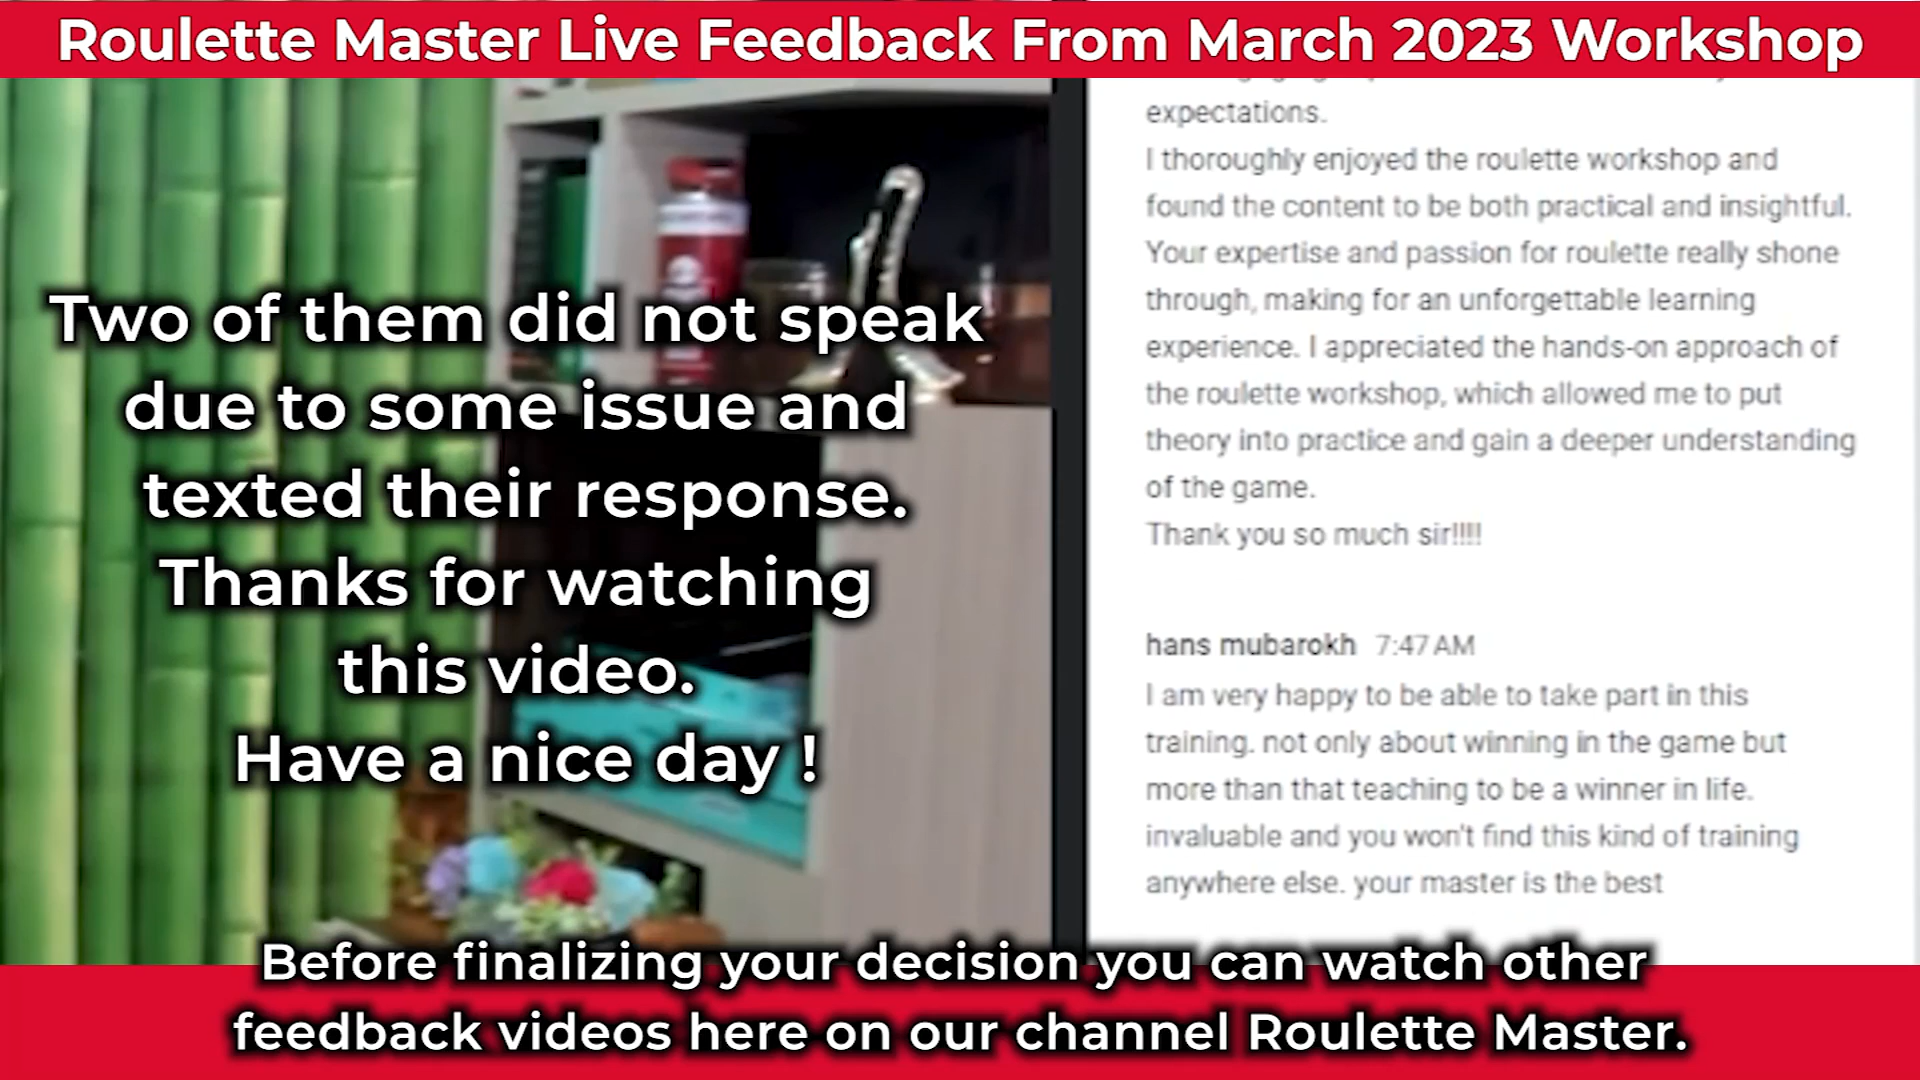 Roulette Master Live Feedback From March 2023 Workshop
Two of them did not speak
due to some issue and
texted their response.
Thanks for watching
this video.
Have a nice day !
expectations.
I thoroughly enjoyed the roulette workshop and
found the content to be both practical and insightful.
Your expertise and passion for roulette really shone
through, making for an unforgettable learning
experience. I appreciated the hands-on approach of
the roulette workshop, which allowed me to put
theory into practice and gain a deeper understanding
of the game.
Thank you so much sir!!!!
hans mubarokh 7:47 AM
I am very happy to be able to take part in this
training. not only about winning in the game but
more than that teaching to be a winner in life.
invaluable and you won't find this kind of training
anywhere else. your master is the best
Before finalizing your decision you can watch other
feedback videos here on our channel Roulette Master.